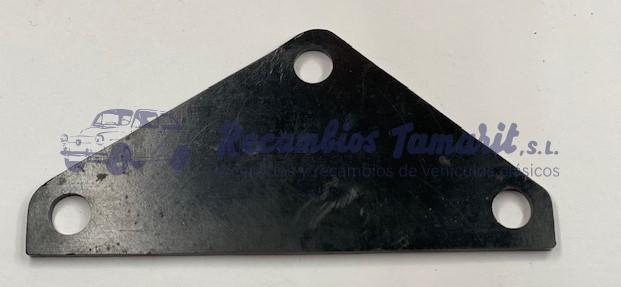 Recambios Tamarit, S.L.
accesorios y recambios de vehículos clásicos